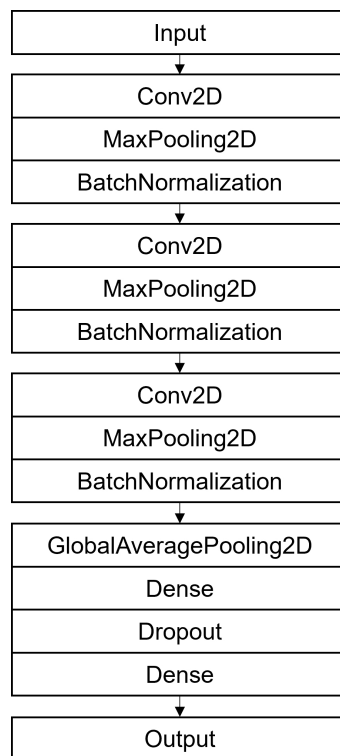 Input
Conv2D
MaxPooling2D
BatchNormalization
Conv2D
MaxPooling2D
BatchNormalization
Conv2D
MaxPooling2D
BatchNormalization
GlobalAveragePooling2D
Dense
Dropout
Dense
Output